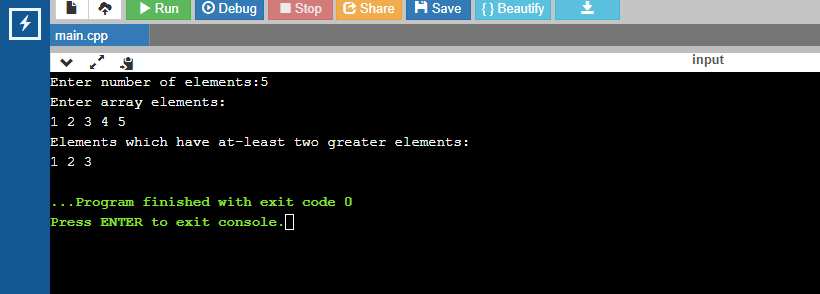 Run Debug Stop Share Save { } Beautify
main.cpp
input
Enter number of elements:5
Enter array elements:
1 2 3 4 5
Elements which have at-least two greater elements:
1 2 3
...Program finished with exit code 0
Press ENTER to exit console.